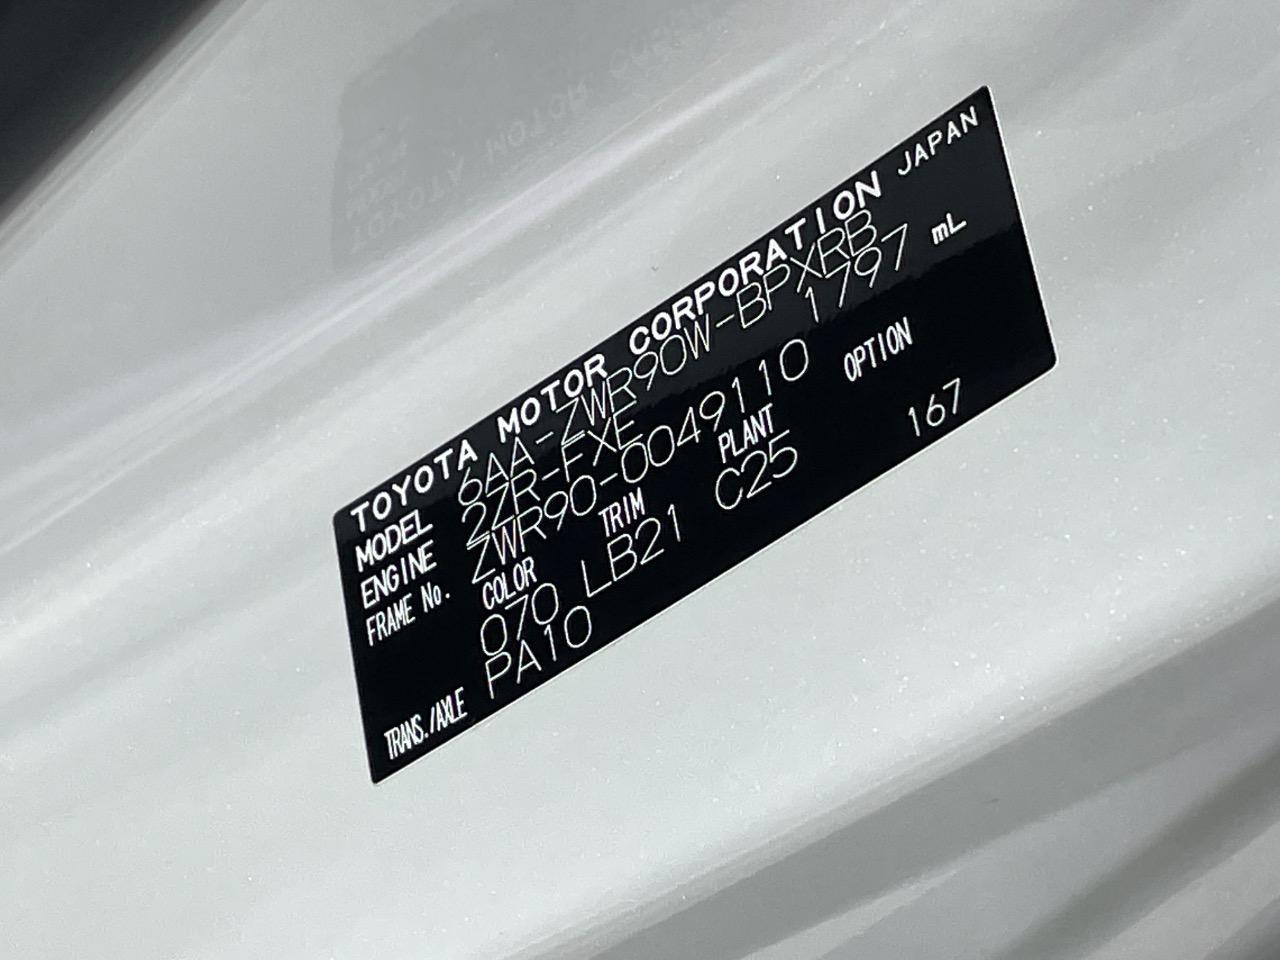 TOYOTA MOTOR CORPORATION JAPAN
MODEL 6AA-ZWR90W-BPXRB
ENGINE 2ZR-FXE 1797 mL
FRAME No. ZWR90-0049110
COLOR TRIM PLANT OPTION
070 LB21 C25 167
TRANS./AXLE PA10